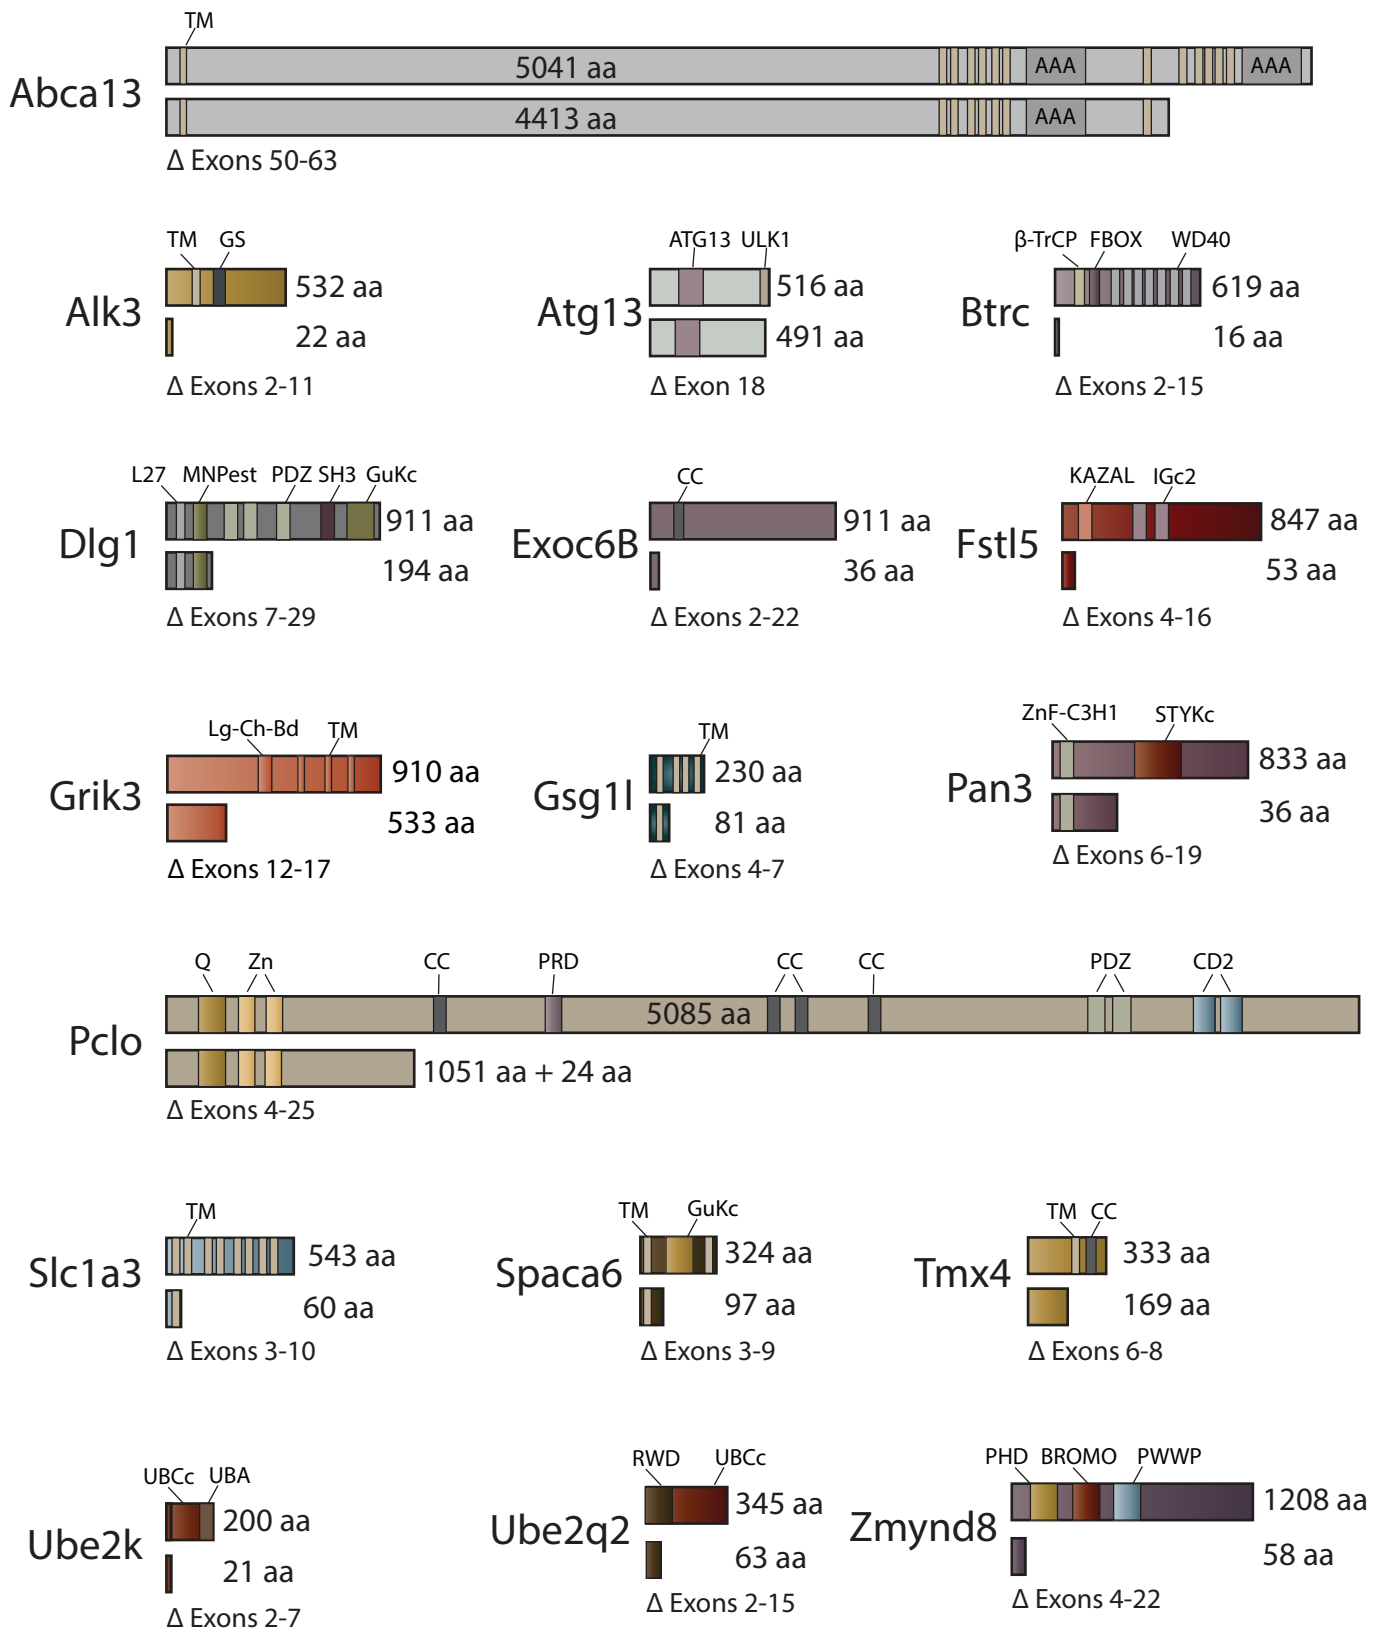 TM
Abca13
5041 aa
AAA
AAA
4413 aa
AAA
Δ Exons 50-63
TM GS
Alk3
532 aa
22 aa
Δ Exons 2-11
ATG13 ULK1
Atg13
516 aa
491 aa
Δ Exon 18
β-TrCP FBOX WD40
Btrc
619 aa
16 aa
Δ Exons 2-15
L27 MNPest PDZ SH3 GuKc
Dlg1
911 aa
194 aa
Δ Exons 7-29
CC
Exoc6B
911 aa
36 aa
Δ Exons 2-22
KAZAL IGc2
Fstl5
847 aa
53 aa
Δ Exons 4-16
Lg-Ch-Bd TM
Grik3
910 aa
533 aa
Δ Exons 12-17
TM
Gsg1l
230 aa
81 aa
Δ Exons 4-7
ZnF-C3H1 STYKc
Pan3
833 aa
36 aa
Δ Exons 6-19
Q Zn CC PRD CC CC PDZ CD2
Pclo
5085 aa
1051 aa + 24 aa
Δ Exons 4-25
TM
Slc1a3
543 aa
60 aa
Δ Exons 3-10
TM GuKc
Spaca6
324 aa
97 aa
Δ Exons 3-9
TM CC
Tmx4
333 aa
169 aa
Δ Exons 6-8
UBCc UBA
Ube2k
200 aa
21 aa
Δ Exons 2-7
RWD UBCc
Ube2q2
345 aa
63 aa
Δ Exons 2-15
PHD BROMO PWWP
Zmynd8
1208 aa
58 aa
Δ Exons 4-22